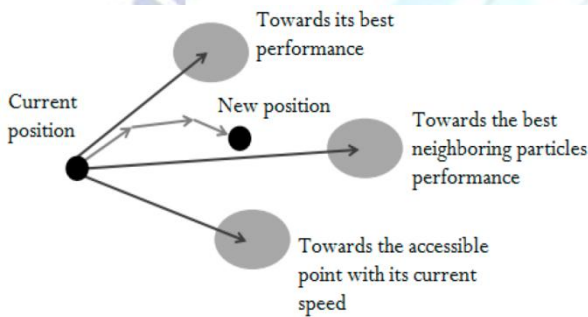 Towards its best
performance
Current
position
New position
Towards the best
neighboring particles
performance
Towards the accessible
point with its current
speed